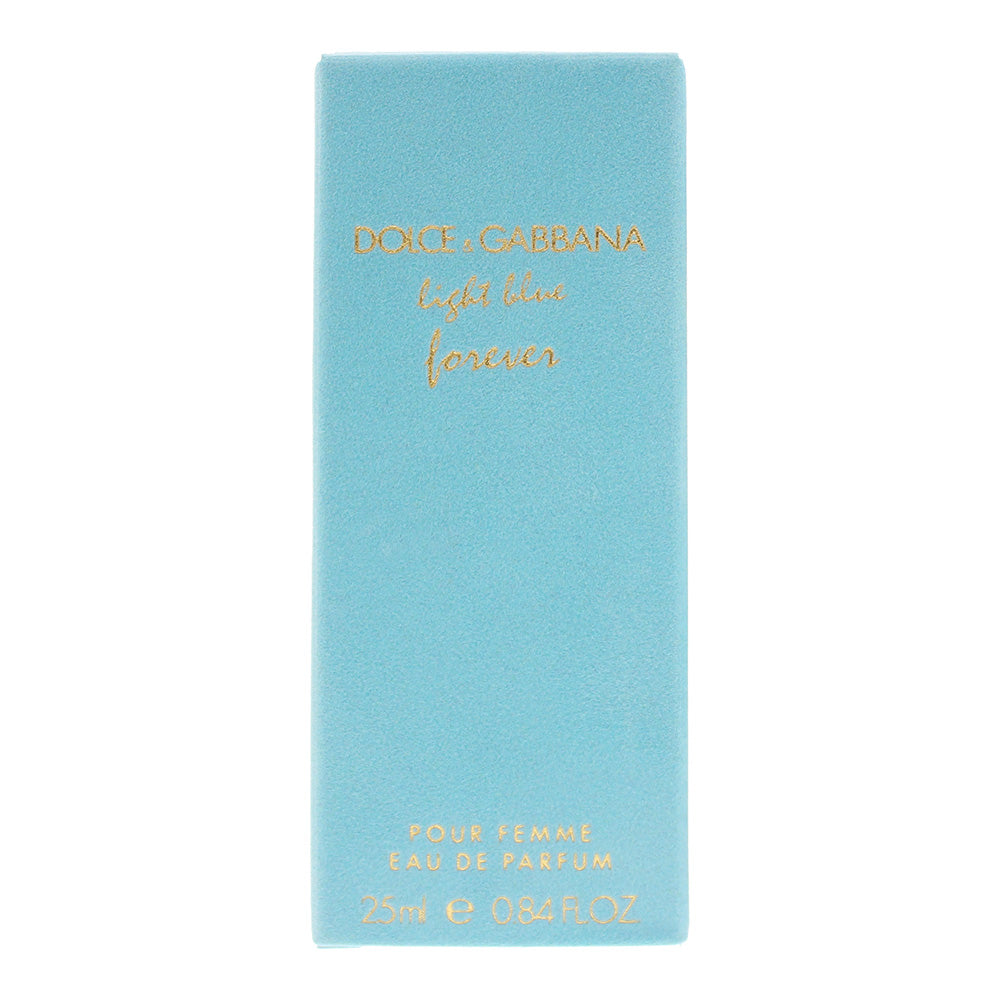 DOLCE & GABBANA
light blue
forever
POUR FEMME
EAU DE PARFUM
25ml ℮ 0.84 FL.OZ